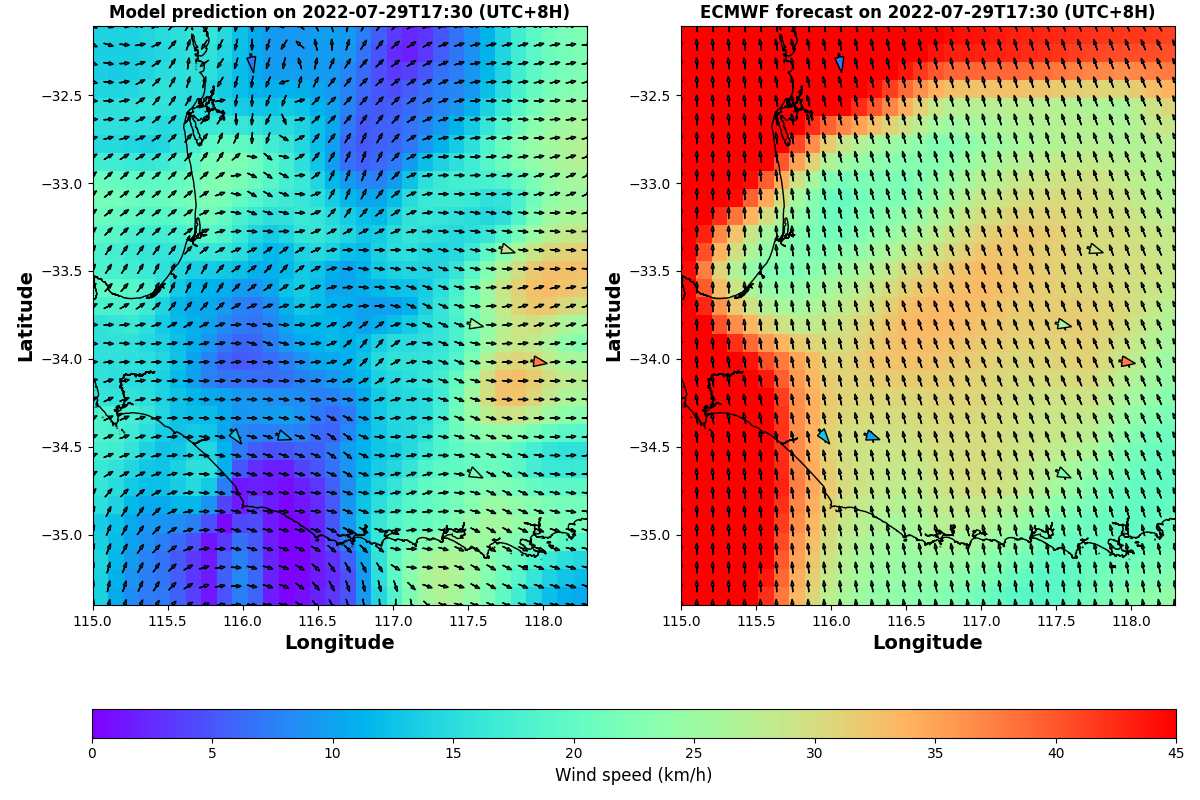 Model prediction on 2022-07-29T17:30 (UTC+8H)
ECMWF forecast on 2022-07-29T17:30 (UTC+8H)
Latitude
−32.5
−33.0
−33.5
−34.0
−34.5
−35.0
115.0 115.5 116.0 116.5 117.0 117.5 118.0
Longitude
Latitude
−32.5
−33.0
−33.5
−34.0
−34.5
−35.0
115.0 115.5 116.0 116.5 117.0 117.5 118.0
Longitude
0 5 10 15 20 25 30 35 40 45
Wind speed (km/h)